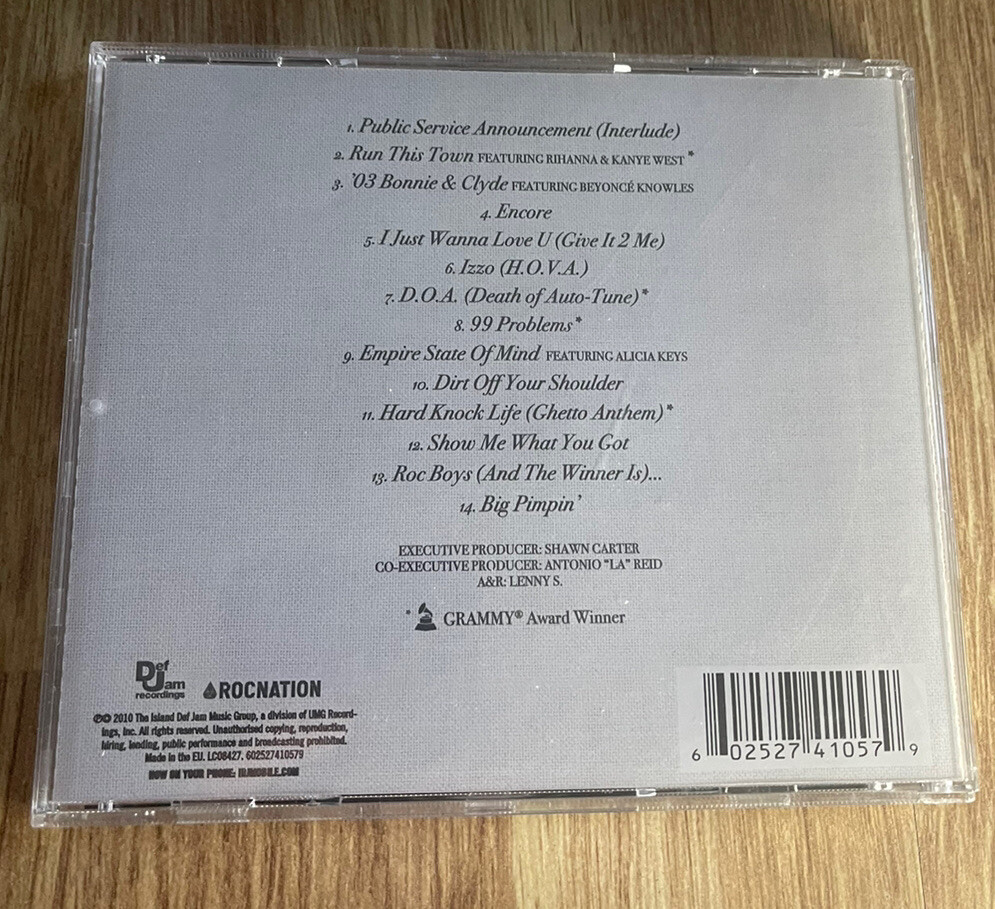 1. Public Service Announcement (Interlude)
2. Run This Town FEATURING RIHANNA & KANYE WEST *
3. '03 Bonnie & Clyde FEATURING BEYONCÉ KNOWLES
4. Encore
5. I Just Wanna Love U (Give It 2 Me)
6. Izzo (H.O.V.A.)
7. D.O.A. (Death of Auto-Tune)*
8. 99 Problems*
9. Empire State Of Mind FEATURING ALICIA KEYS
10. Dirt Off Your Shoulder
11. Hard Knock Life (Ghetto Anthem)*
12. Show Me What You Got
13. Roc Boys (And The Winner Is)...
14. Big Pimpin'
EXECUTIVE PRODUCER: SHAWN CARTER
CO-EXECUTIVE PRODUCER: ANTONIO "LA" REID
A&R: LENNY S.
* GRAMMY® Award Winner
Def Jam recordings
ROCNATION
℗© 2010 The Island Def Jam Music Group, a division of UMG Record-
ings, Inc. All rights reserved. Unauthorised copying, reproduction,
hiring, lending, public performance and broadcasting prohibited.
Made in the EU. LC08427. 602527410579
NOW ON YOUR PHONE: IDJMOBILE.COM
6 02527 41057 9